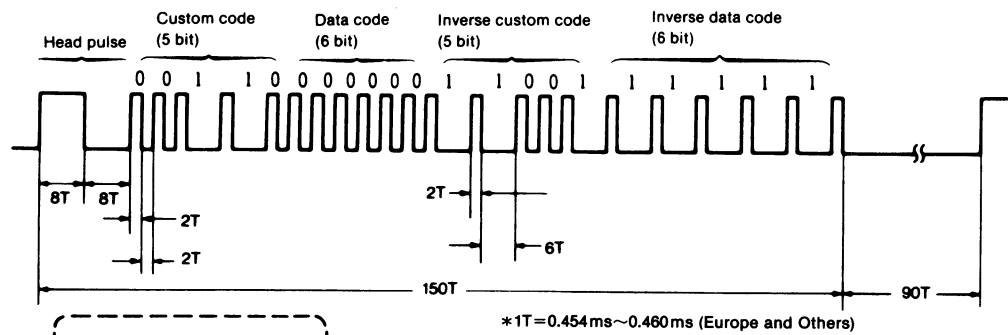 Head pulse
Custom code
(5 bit)
Data code
(6 bit)
Inverse custom code
(5 bit)
Inverse data code
(6 bit)
0 0 1 1 0 0 0 0 0 0 0 1 1 0 0 1 1 1 1 1 1
8T 8T
2T
2T
2T
6T
150T 90T
*1T=0.454ms~0.460ms (Europe and Others)